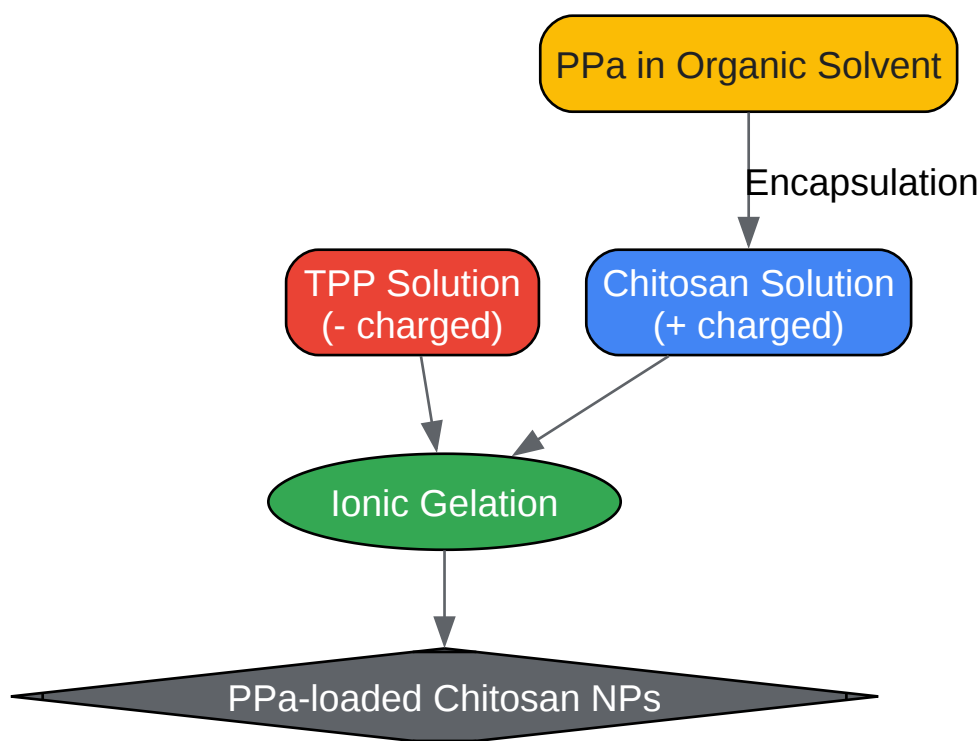 PPa in Organic Solvent
Encapsulation
TPP Solution
(- charged)
Chitosan Solution
(+ charged)
Ionic Gelation
PPa-loaded Chitosan NPs